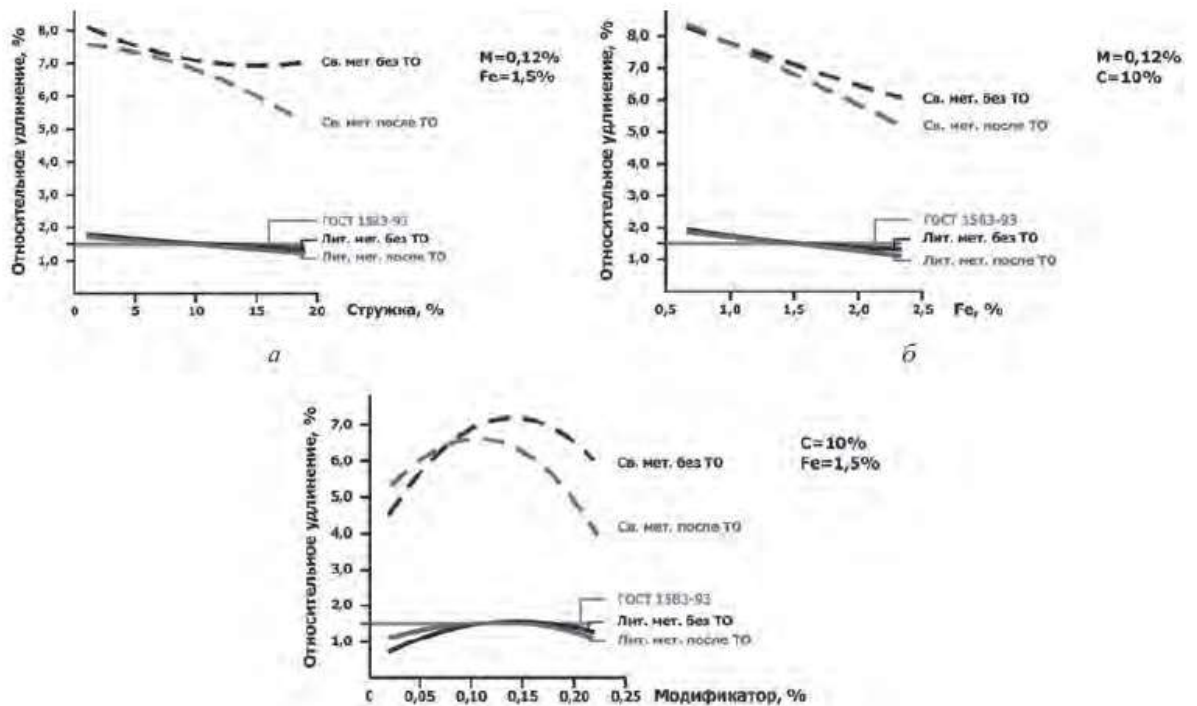 Относительное удлинение, %
8,0
7,0
6,0
5,0
4,0
3,0
2,0
1,0
Св. мет. без ТО
Св. мет. после ТО
М=0,12%
Fe=1,5%
ГОСТ 1583-93
Лит. мет. без ТО
Лит. мет. после ТО
0 5 10 15 20
Стружка, %
а
Относительное удлинение, %
8,0
7,0
6,0
5,0
4,0
3,0
2,0
1,0
М=0,12%
С=10%
Св. мет. без ТО
Св. мет. после ТО
ГОСТ 1583-93
Лит. мет. без ТО
Лит. мет. после ТО
0,5 1,0 1,5 2,0 2,5
Fe, %
б
Относительное удлинение, %
7,0
6,0
5,0
4,0
3,0
2,0
1,0
С=10%
Fe=1,5%
Св. мет. без ТО
Св. мет. после ТО
ГОСТ 1583-93
Лит. мет. без ТО
Лит. мет. после ТО
0 0,05 0,10 0,15 0,20 0,25
Модификатор, %